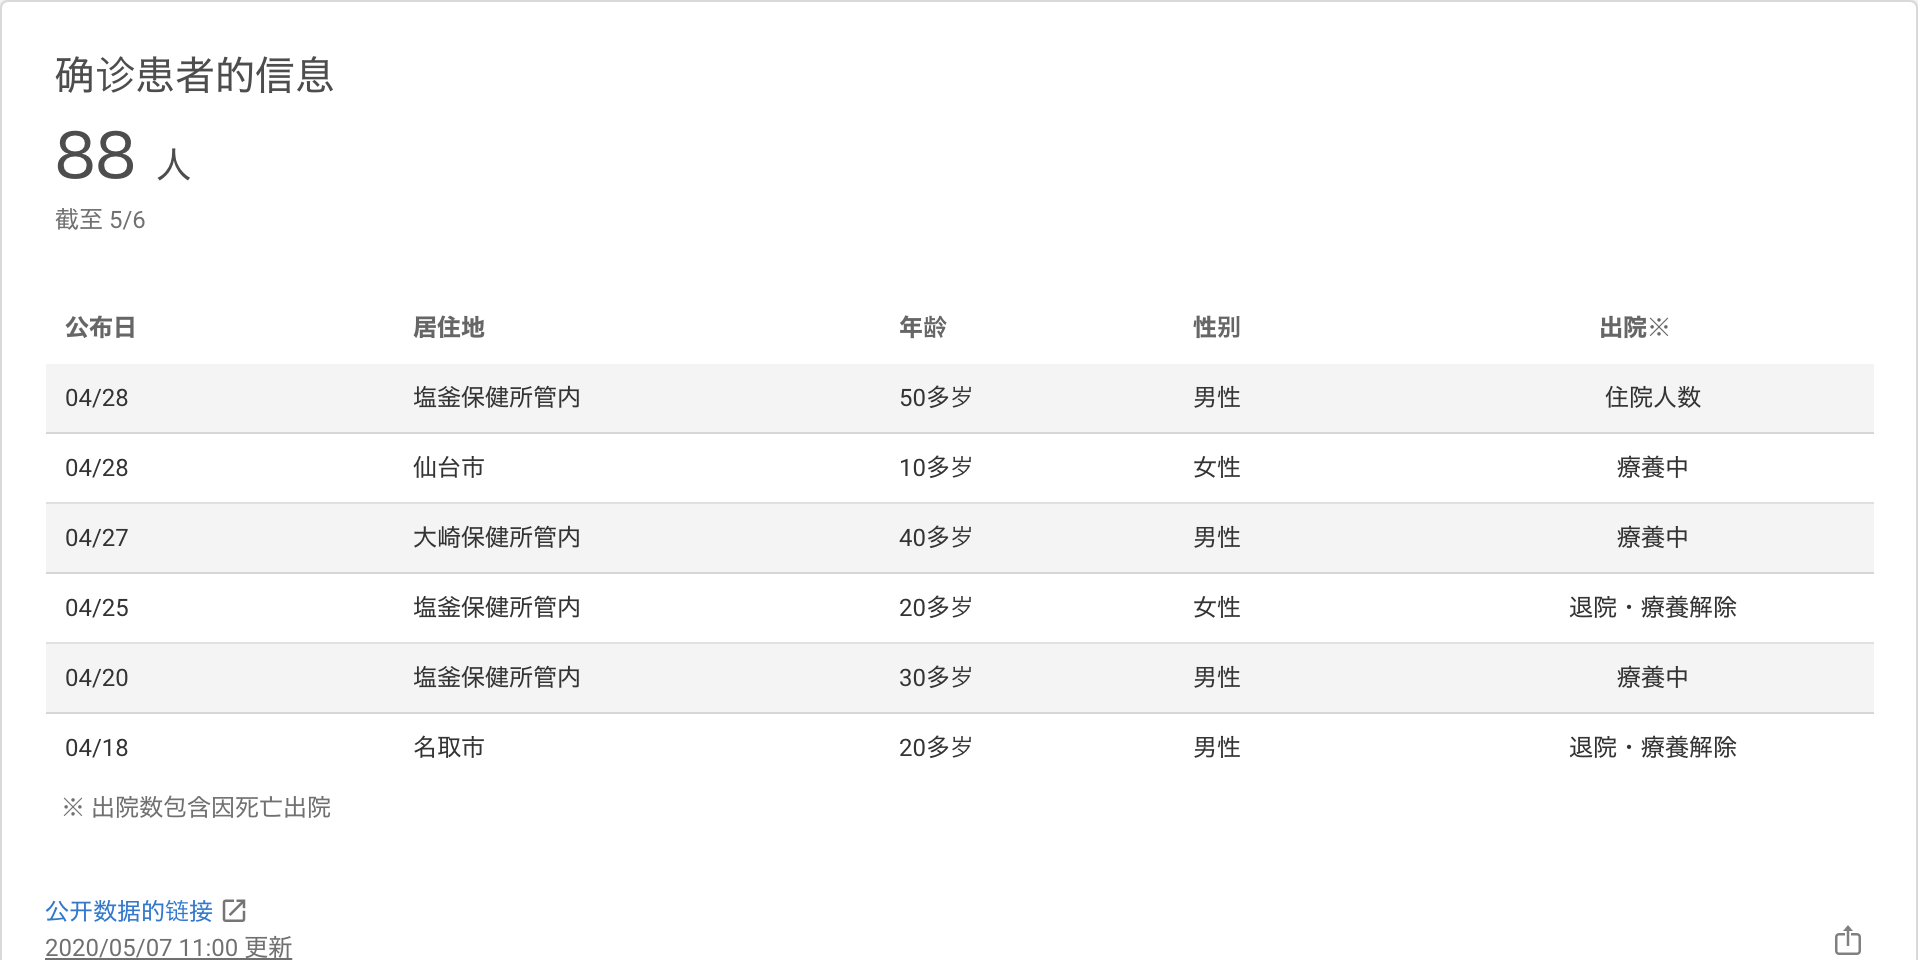 确诊患者的信息
88 人
截至 5/6
公布日 居住地 年龄 性别 出院※
04/28 塩釜保健所管内 50多岁 男性 住院人数
04/28 仙台市 10多岁 女性 療養中
04/27 大崎保健所管内 40多岁 男性 療養中
04/25 塩釜保健所管内 20多岁 女性 退院・療養解除
04/20 塩釜保健所管内 30多岁 男性 療養中
04/18 名取市 20多岁 男性 退院・療養解除
※ 出院数包含因死亡出院
公开数据的链接
2020/05/07 11:00 更新